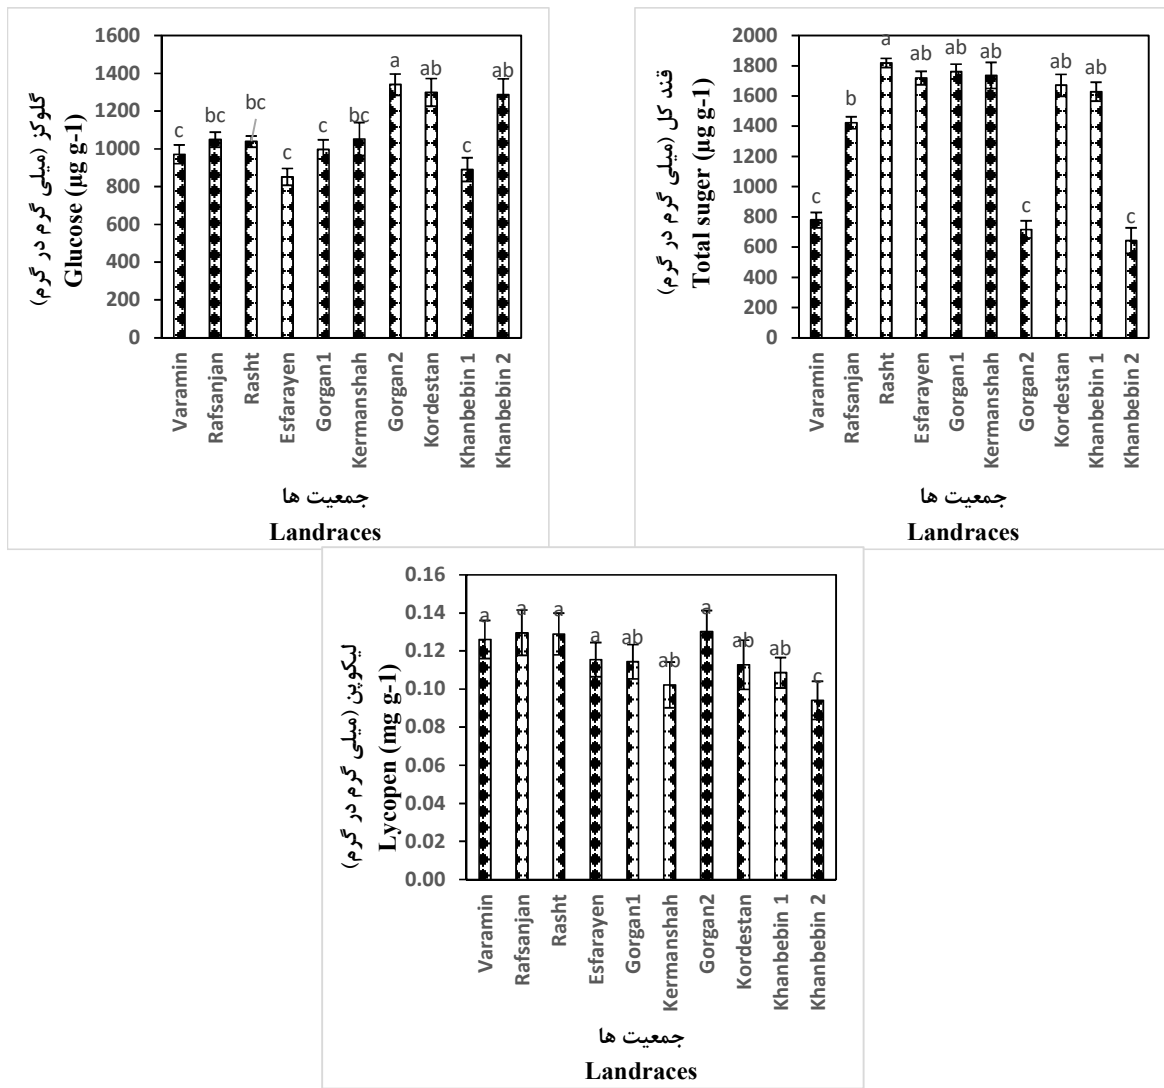 1600
1400
1200
1000
800
600
400
200
0
گلوکز (میلی گرم در گرم)
Glucose (µg g-1)
c
bc
bc
c
c
bc
a
ab
c
ab
Varamin
Rafsanjan
Rasht
Esfarayen
Gorgan1
Kermanshah
Gorgan2
Kordestan
Khanbebin 1
Khanbebin 2
جمعیت ها
Landraces
2000
1800
1600
1400
1200
1000
800
600
400
200
0
قند کل (میلی گرم در گرم)
Total suger (µg g-1)
c
b
a
ab
ab
ab
c
ab
ab
c
Varamin
Rafsanjan
Rasht
Esfarayen
Gorgan1
Kermanshah
Gorgan2
Kordestan
Khanbebin 1
Khanbebin 2
جمعیت ها
Landraces
0.16
0.14
0.12
0.10
0.08
0.06
0.04
0.02
0.00
لیکوپن (میلی گرم در گرم)
Lycopen (mg g-1)
a
a
a
a
ab
ab
a
ab
ab
c
Varamin
Rafsanjan
Rasht
Esfarayen
Gorgan1
Kermanshah
Gorgan2
Kordestan
Khanbebin 1
Khanbebin 2
جمعیت ها
Landraces